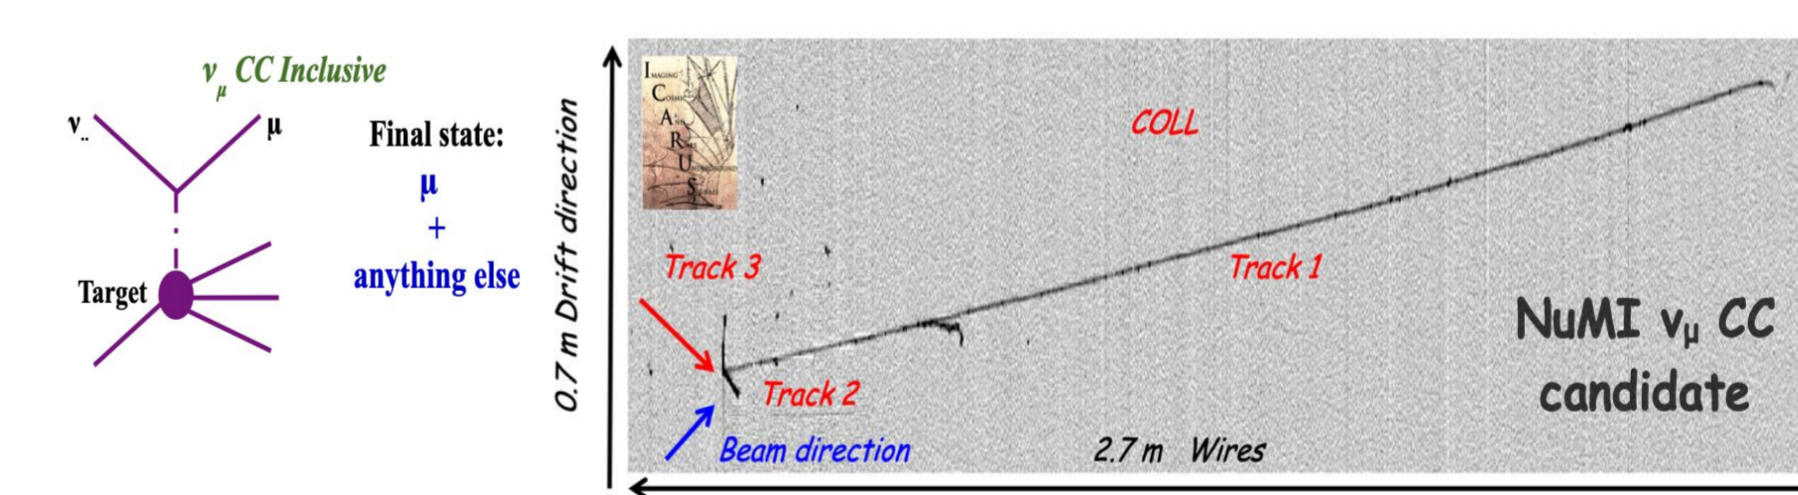 νμ CC Inclusive
ν..
μ
Final state:
μ
+
anything else
Target
0.7 m Drift direction
COLL
Track 3
Track 1
Track 2
Beam direction
2.7 m Wires
NuMI νμ CC
candidate
I
C
A
R
U
S